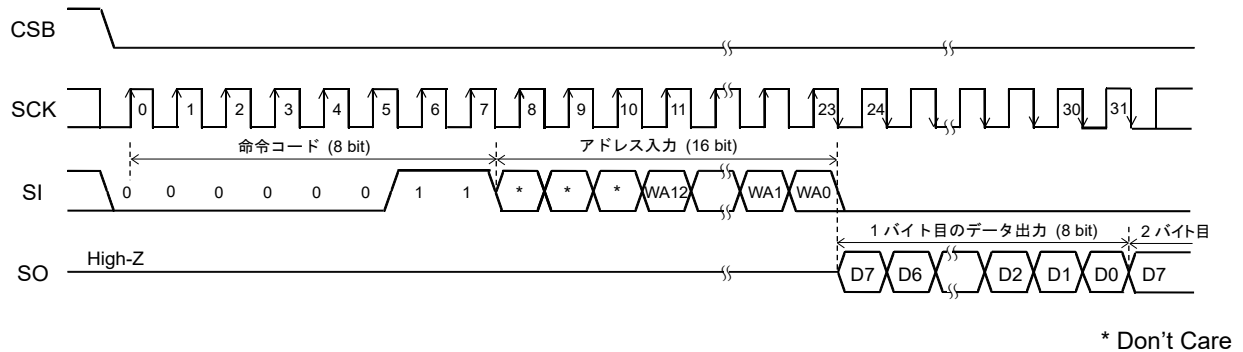 CSB
SCK 0 1 2 3 4 5 6 7 8 9 10 11 23 24 30 31
命令コード (8 bit) アドレス入力 (16 bit)
SI 0 0 0 0 0 0 1 1 * * * WA12 WA1 WA0
1 バイト目のデータ出力 (8 bit) 2 バイト目
High-Z
SO D7 D6 D2 D1 D0 D7
* Don't Care